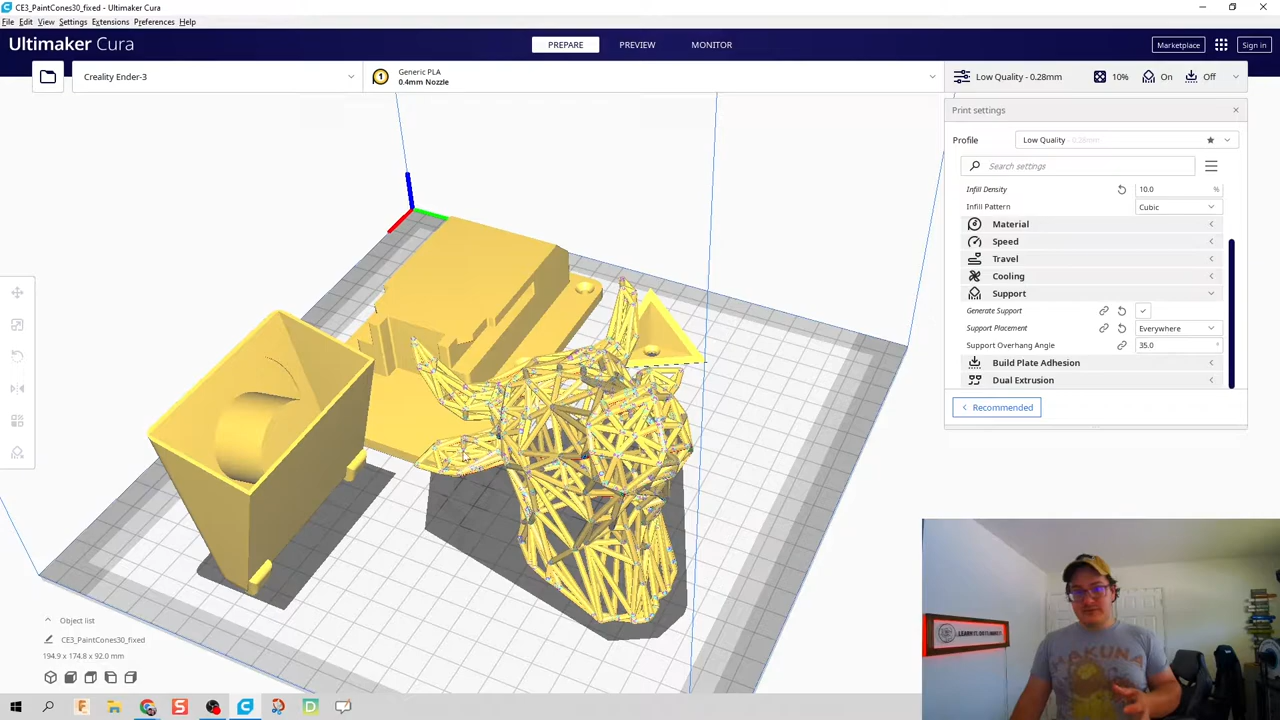 CE3_PaintCones30_fixed - Ultimaker Cura
File Edit View Settings Extensions Preferences Help
Ultimaker Cura
PREPARE
PREVIEW
MONITOR
Marketplace
Sign in
Creality Ender-3
1
Generic PLA
0.4mm Nozzle
Low Quality - 0.28mm
10%
On
Off
Print settings
Profile
Low Quality - 0.28mm
Search settings
Infill Density
10.0
%
Infill Pattern
Cubic
Material
Speed
Travel
Cooling
Support
Generate Support
Support Placement
Everywhere
Support Overhang Angle
35.0
°
Build Plate Adhesion
Dual Extrusion
Recommended
Object list
CE3_PaintCones30_fixed
194.9 x 174.8 x 92.0 mm
HAKUNA